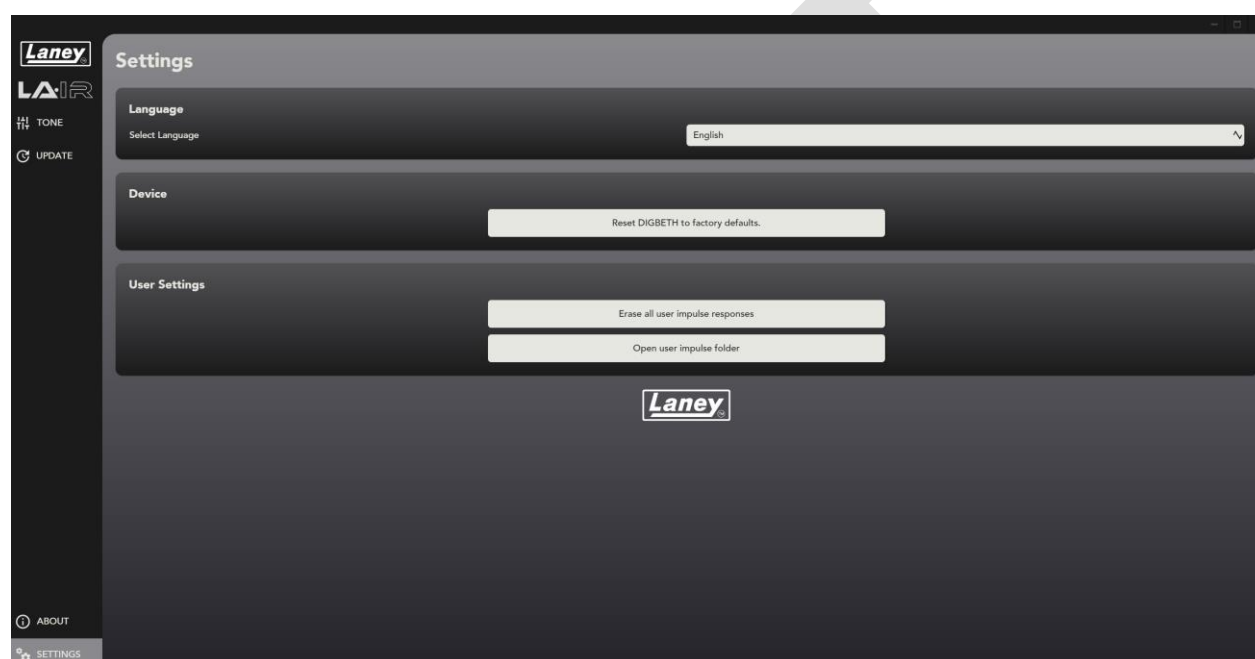 Laney
LA·IR
TONE
UPDATE
Settings
Language
Select Language
English
Device
Reset DIGBETH to factory defaults.
User Settings
Erase all user impulse responses
Open user impulse folder
Laney
ABOUT
SETTINGS